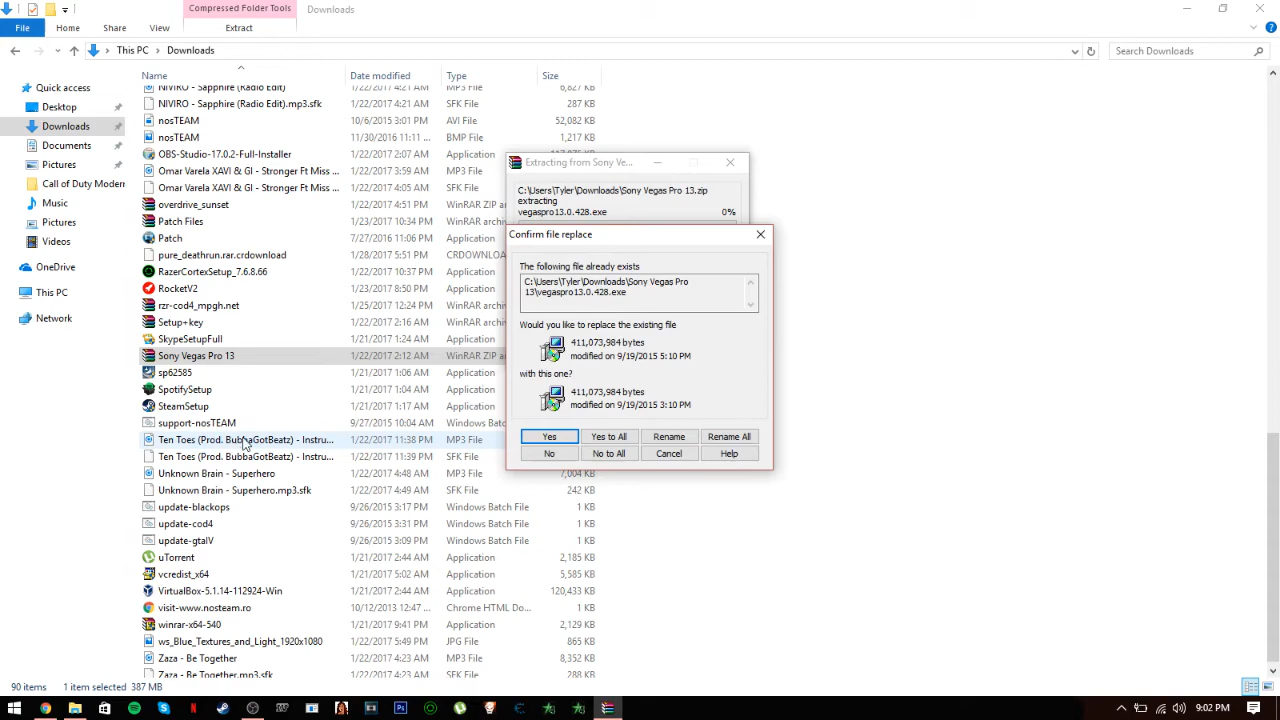 Compressed Folder Tools
Downloads
File
Home
Share
View
Extract
This PC
Downloads
Search Downloads
Name
Date modified
Type
Size
Quick access
Desktop
Downloads
Documents
Pictures
Call of Duty Modern
Music
Pictures
Videos
OneDrive
This PC
Network
NIVIRO - Sapphire (Radio Edit) 1/22/2017 4:21 AM MP3 File 6,827 KB
NIVIRO - Sapphire (Radio Edit).mp3.sfk 1/22/2017 4:21 AM SFK File 287 KB
nosTEAM 10/6/2015 3:01 PM AVI File 52,082 KB
nosTEAM 11/30/2016 11:11 ... BMP File 1,217 KB
OBS-Studio-17.0.2-Full-Installer 1/22/2017 2:07 AM Application
Omar Varela XAVI & GI - Stronger Ft Miss ... 1/22/2017 3:59 AM MP3 File
Omar Varela XAVI & GI - Stronger Ft Miss ... 1/22/2017 4:05 AM SFK File
overdrive_sunset 1/22/2017 4:51 PM WinRAR ZIP a
Patch Files 1/23/2017 10:34 PM WinRAR archiv
Patch 7/27/2016 11:06 PM Application
pure_deathrun.rar.crdownload 1/28/2017 5:51 PM CRDOWNLOA
RazerCortexSetup_7.6.8.66 1/22/2017 10:37 PM Application
RocketV2 1/22/2017 4:23 PM Application
rzr-cod4_mpgh.net 1/25/2017 12:24 PM WinRAR archiv
Setup+key 1/22/2017 2:16 AM WinRAR archiv
SkypeSetupFull 1/21/2017 1:24 AM Application
Sony Vegas Pro 13 1/22/2017 2:12 AM WinRAR ZIP a
sp62585 1/21/2017 1:06 AM Application
SpotifySetup 1/21/2017 1:04 AM Application
SteamSetup 1/21/2017 1:17 AM Application
support-nosTEAM 9/26/2015 10:04 AM Windows Batc
Ten Toes (Prod. BubbaGotBeatz) - Instru... 1/22/2017 11:38 PM MP3 File
Ten Toes (Prod. BubbaGotBeatz) - Instru... 1/22/2017 11:39 PM SFK File
Unknown Brain - Superhero 1/22/2017 4:48 AM MP3 File 7,004 KB
Unknown Brain - Superhero.mp3.sfk 1/22/2017 4:49 AM SFK File 242 KB
update-blackops 9/26/2015 3:17 PM Windows Batch File 1 KB
update-cod4 9/26/2015 3:31 PM Windows Batch File 1 KB
update-gtaIV 9/26/2015 3:09 PM Windows Batch File 1 KB
uTorrent 1/21/2017 2:44 AM Application 2,185 KB
vcredist_x64 1/21/2017 5:02 AM Application 5,585 KB
VirtualBox-5.1.14-112924-Win 1/21/2017 2:44 AM Application 120,433 KB
visit-www.nosteam.ro 10/12/2013 12:47 ... Chrome HTML Do... 1 KB
winrar-x64-540 1/21/2017 9:41 PM Application 2,129 KB
ws_Blue_Textures_and_Light_1920x1080 1/22/2017 5:49 PM JPG File 865 KB
Zaza - Be Together 1/22/2017 4:23 AM MP3 File 8,352 KB
Zaza - Be Together.mp3.sfk 1/22/2017 4:23 AM SFK File 288 KB
Extracting from Sony Ve...
C:\Users\Tyler\Downloads\Sony Vegas Pro 13.zip
extracting
vegaspro13.0.428.exe 0%
Confirm file replace
The following file already exists
C:\Users\Tyler\Downloads\Sony Vegas Pro
13\vegaspro13.0.428.exe
Would you like to replace the existing file
411,073,984 bytes
modified on 9/19/2015 5:10 PM
with this one?
411,073,984 bytes
modified on 9/19/2015 3:10 PM
Yes
Yes to All
Rename
Rename All
No
No to All
Cancel
Help
90 items 1 item selected 387 MB
9:02 PM